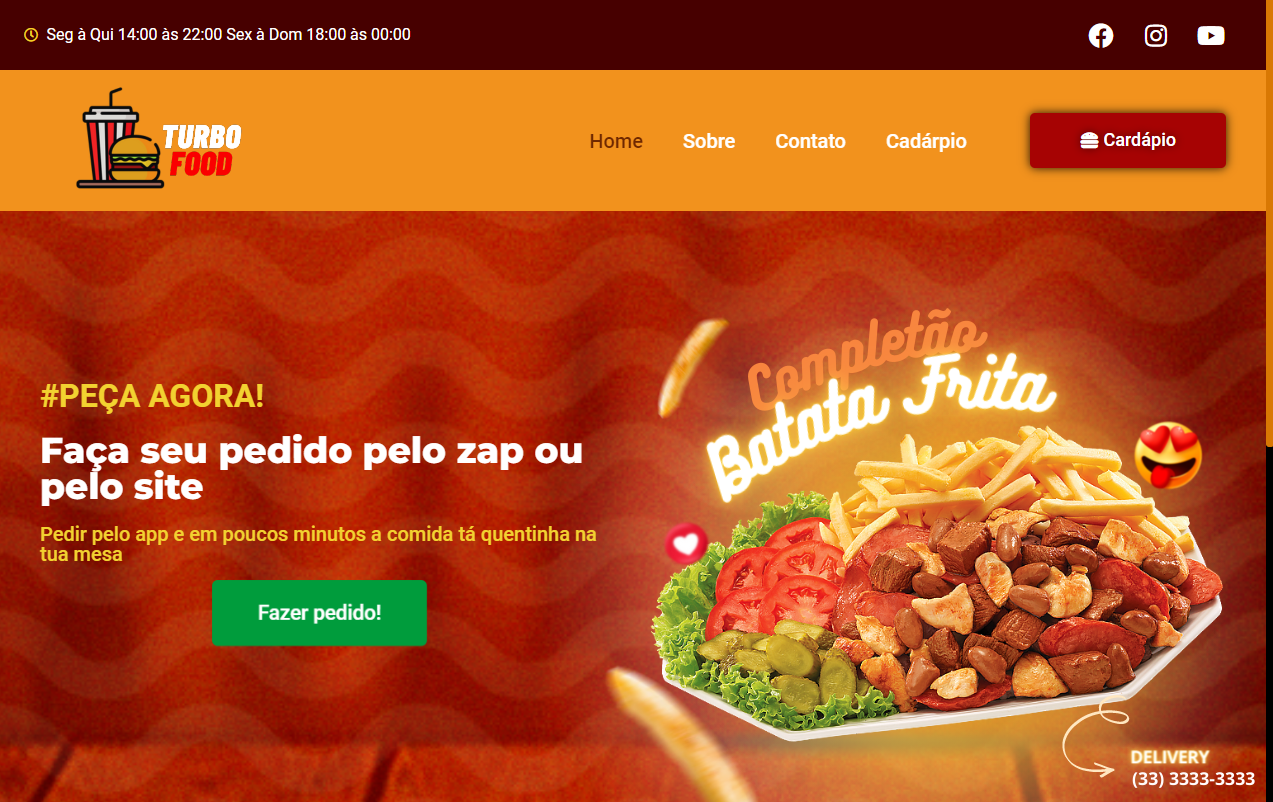 Seg à Qui 14:00 às 22:00 Sex à Dom 18:00 às 00:00
TURBO
FOOD
Home Sobre Contato Cadárpio Cardápio
Completão
Batata Frita
#PEÇA AGORA!
Faça seu pedido pelo zap ou
pelo site
Pedir pelo app e em poucos minutos a comida tá quentinha na
tua mesa
Fazer pedido!
DELIVERY
(33) 3333-3333